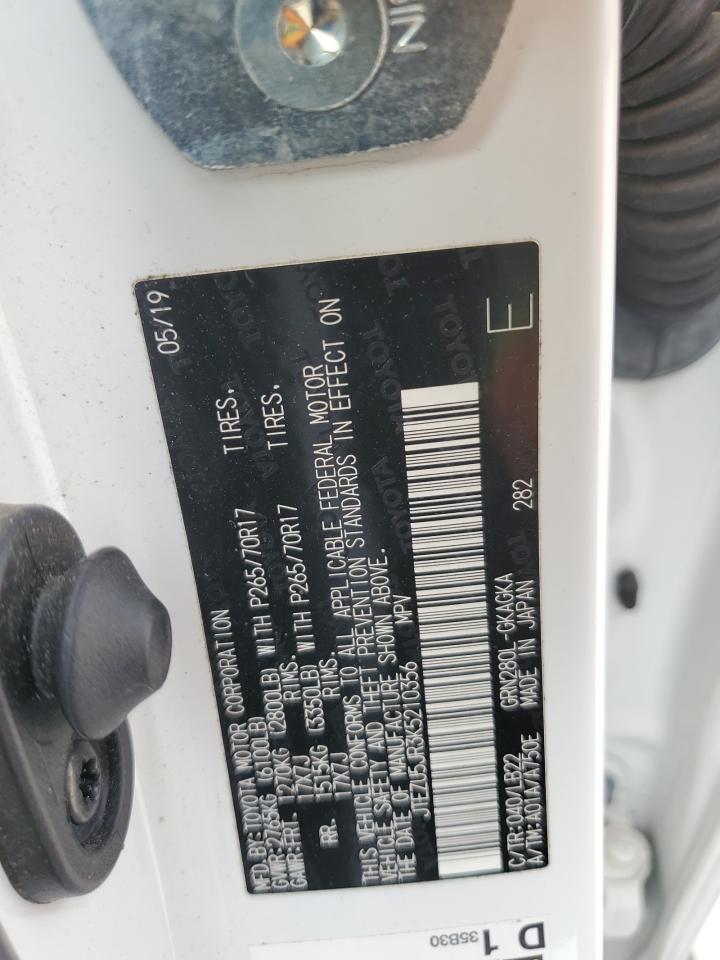 05/19
MFD BY:TOYOTA MOTOR CORPORATION
GVWR:2765KG (6100LB)
GAWR:FRT 1270KG (2800LB) WITH P265/70R17 TIRES.
17X7J RIMS.
RR. 1515KG (3350LB) WITH P265/70R17 TIRES.
17X7J RIMS.
THIS VEHICLE CONFORMS TO ALL APPLICABLE FEDERAL MOTOR
VEHICLE SAFETY AND THEFT PREVENTION STANDARDS IN EFFECT ON
THE DATE OF MANUFACTURE SHOWN ABOVE.
JTEZU5JR3K5210356 MPV
C/TR:040/LB22 GRN280L-GKAGKA
A/TM:A01A/A750E MADE IN JAPAN 282
E
D 1
35B30